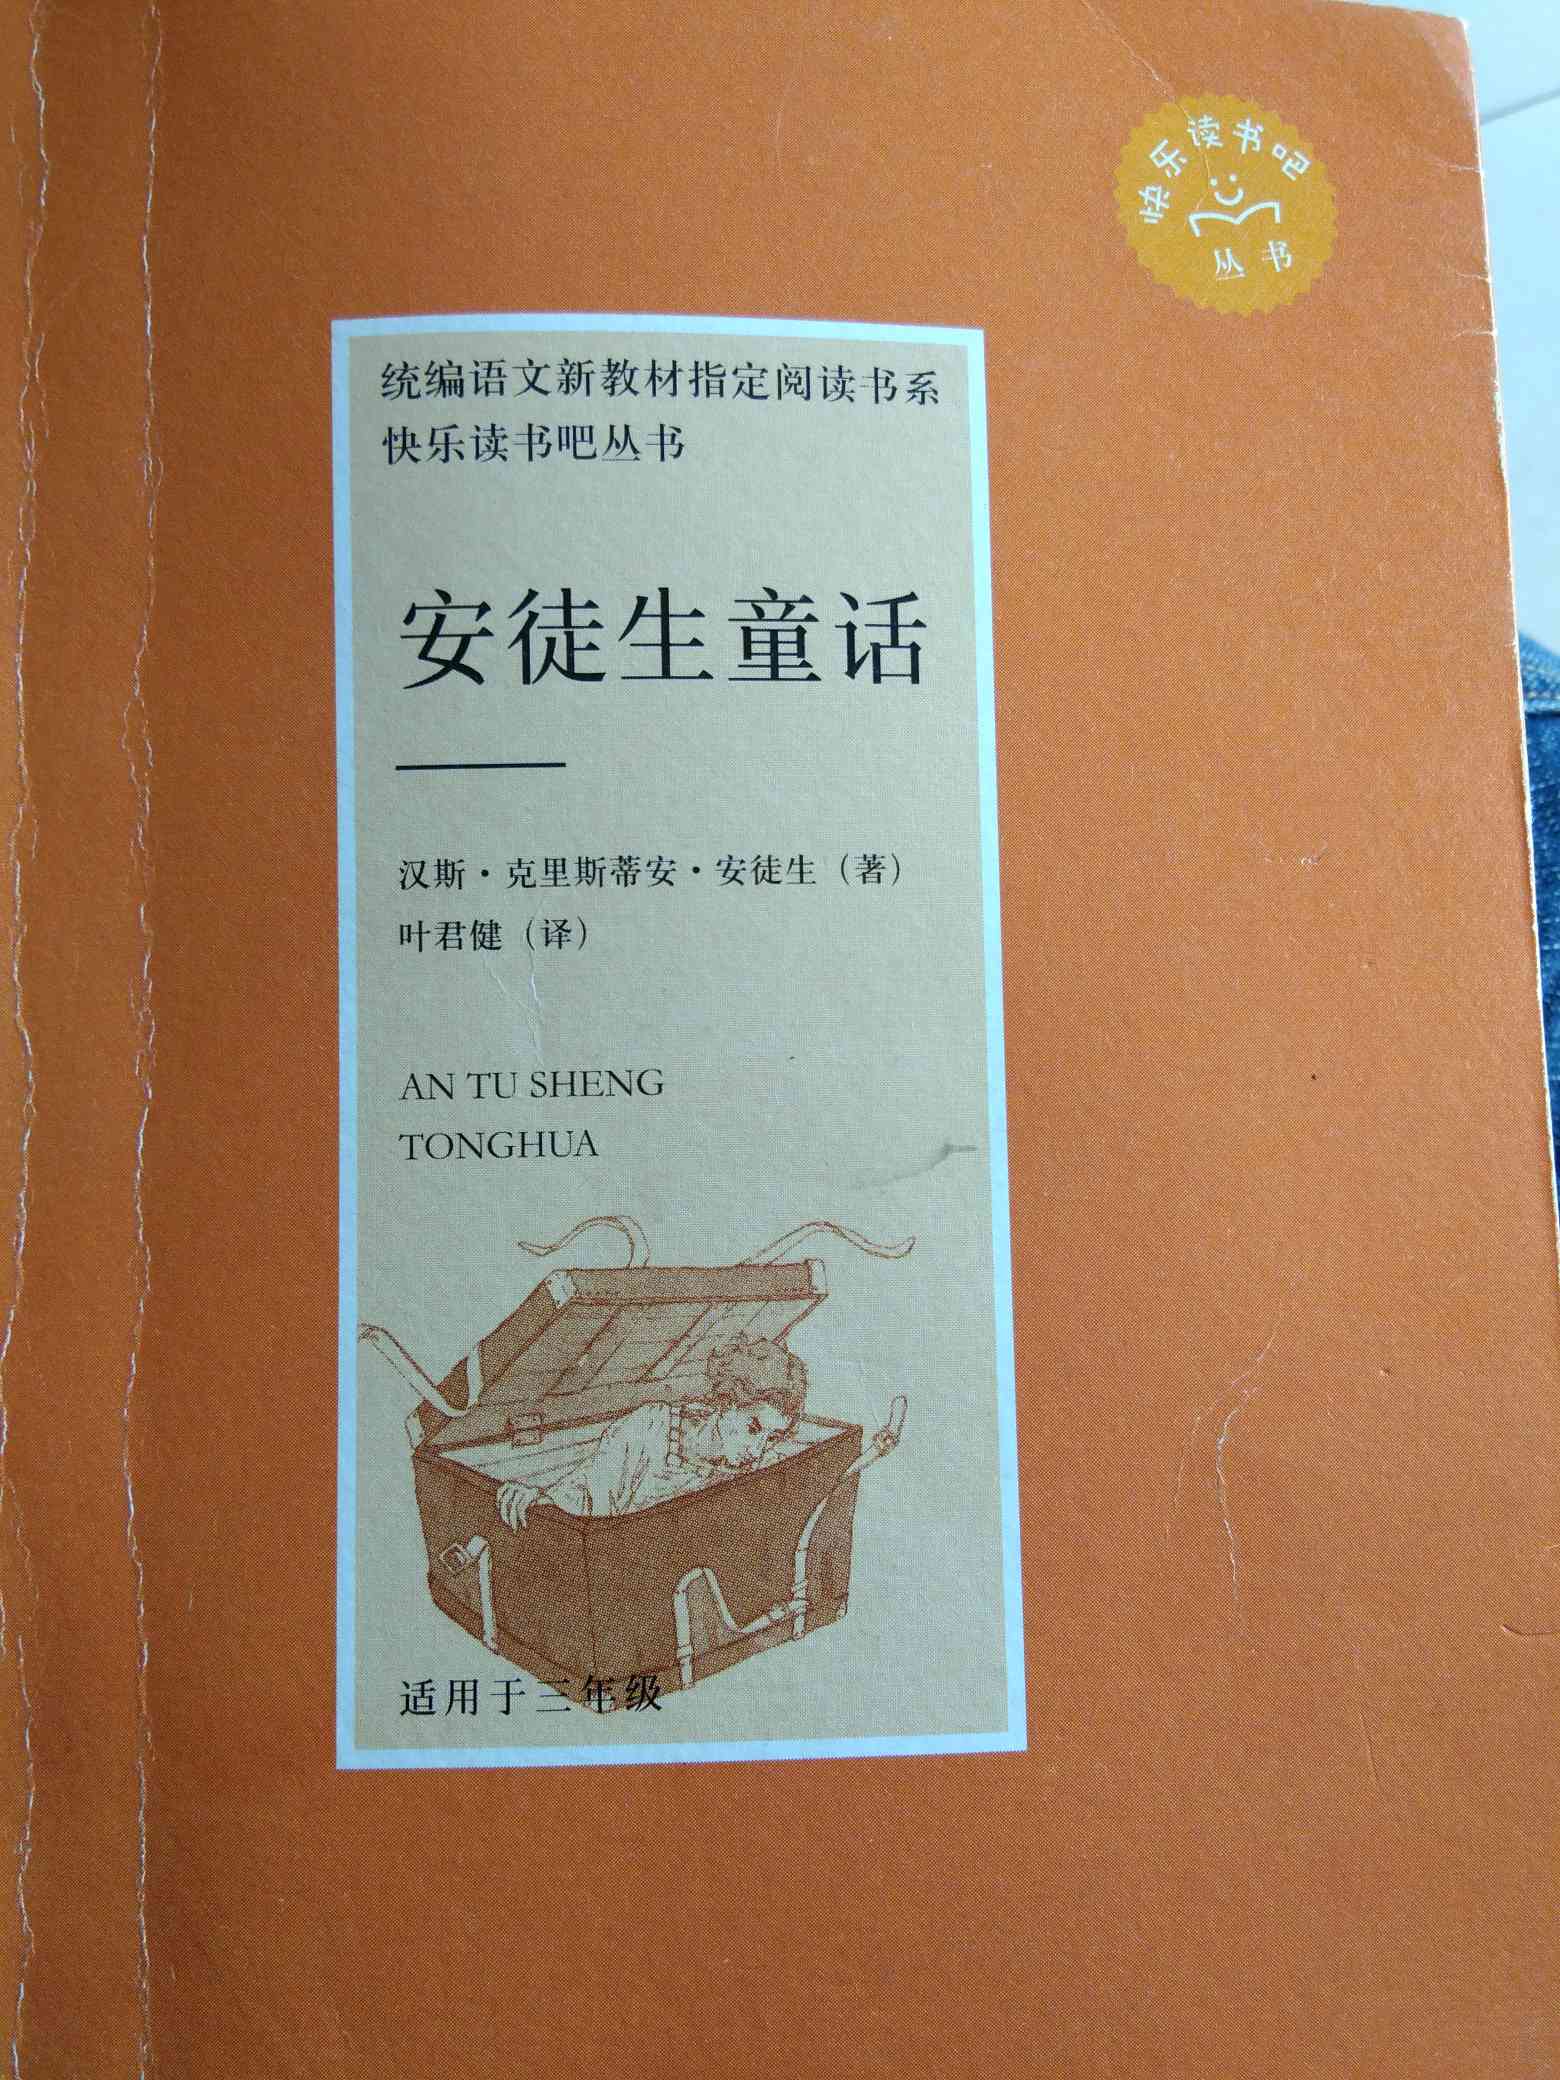 快乐读书吧
丛书
统编语文新教材指定阅读书系
快乐读书吧丛书
安徒生童话
汉斯·克里斯蒂安·安徒生（著）
叶君健（译）
AN TU SHENG
TONGHUA
适用于三年级